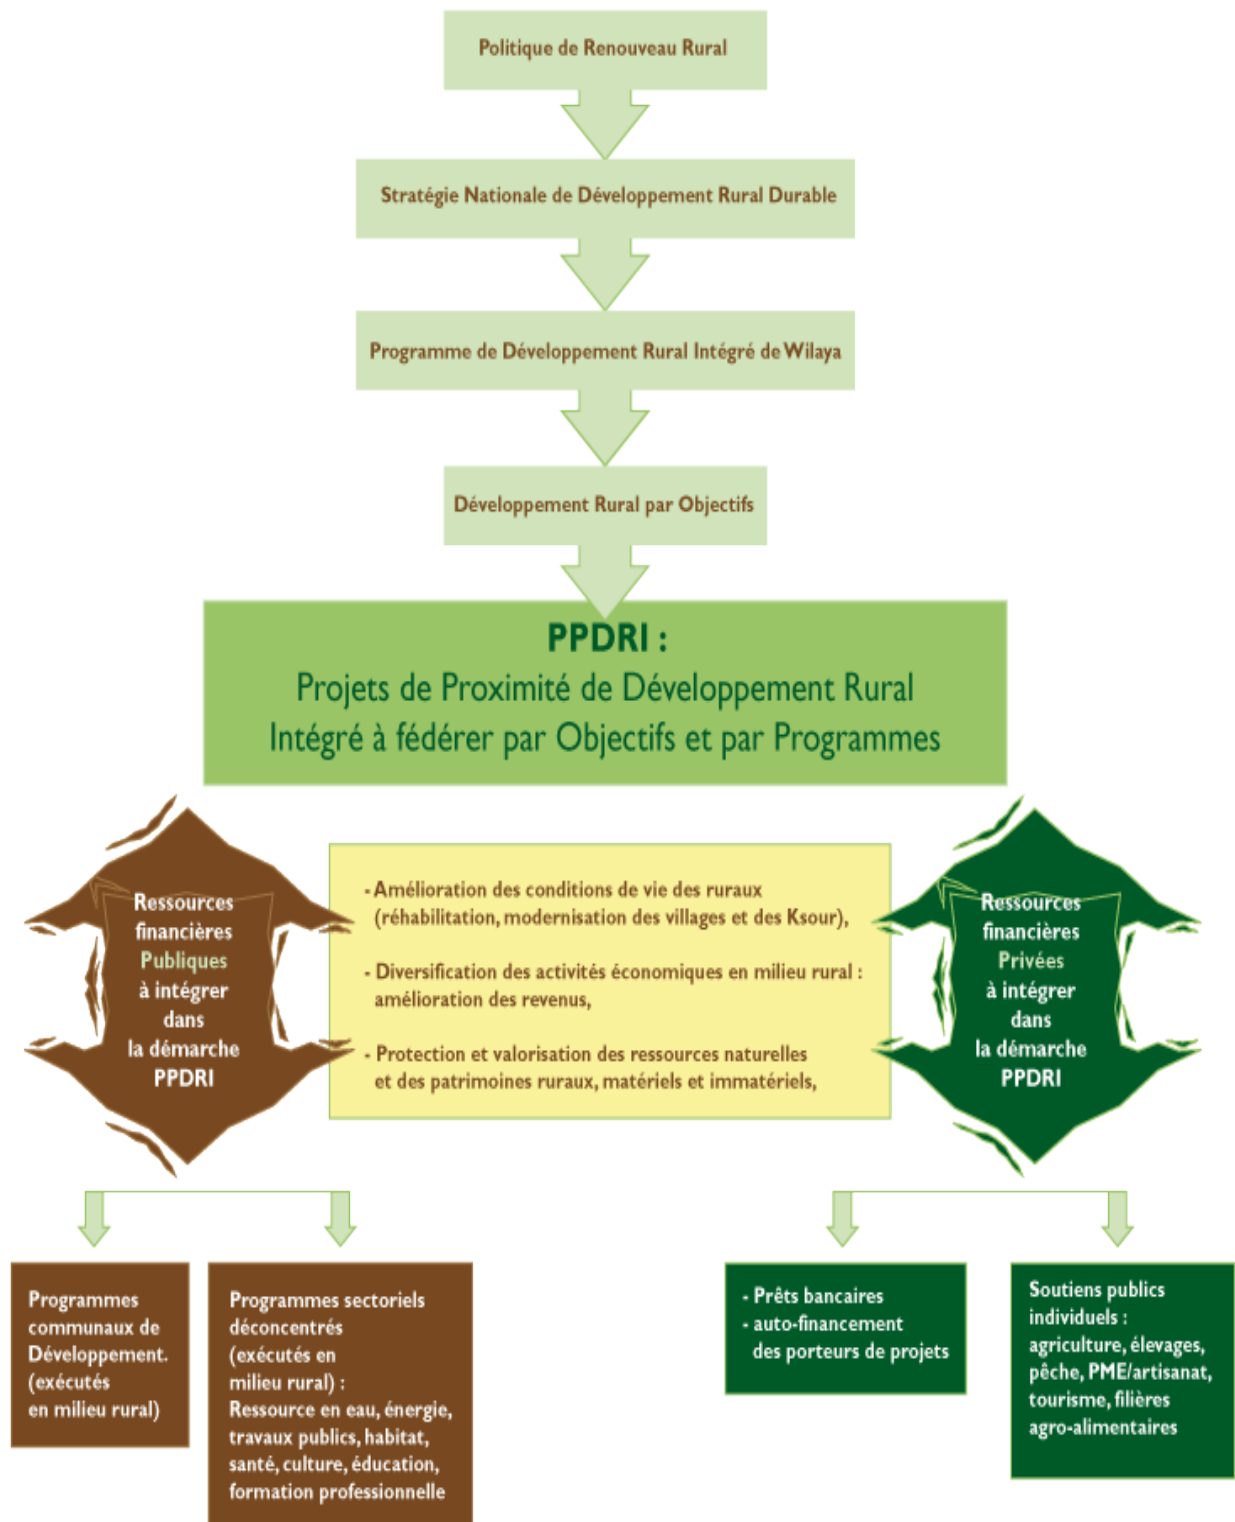 Politique de Renouveau Rural
Stratégie Nationale de Développement Rural Durable
Programme de Développement Rural Intégré de Wilaya
Développement Rural par Objectifs
PPDRI :
Projets de Proximité de Développement Rural
Intégré à fédérer par Objectifs et par Programmes
Ressources
financières
Publiques
à intégrer
dans
la démarche
PPDRI
- Amélioration des conditions de vie des ruraux
(réhabilitation, modernisation des villages et des Ksour),
- Diversification des activités économiques en milieu rural :
amélioration des revenus,
- Protection et valorisation des ressources naturelles
et des patrimoines ruraux, matériels et immatériels,
Ressources
financières
Privées
à intégrer
dans
la démarche
PPDRI
Programmes
communaux de
Développement.
(exécutés
en milieu rural)
Programmes sectoriels
déconcentrés
(exécutés en
milieu rural) :
Ressource en eau, énergie,
travaux publics, habitat,
santé, culture, éducation,
formation professionnelle
- Prêts bancaires
- auto-financement
des porteurs de projets
Soutiens publics
individuels :
agriculture, élevages,
pêche, PME/artisanat,
tourisme, filières
agro-alimentaires